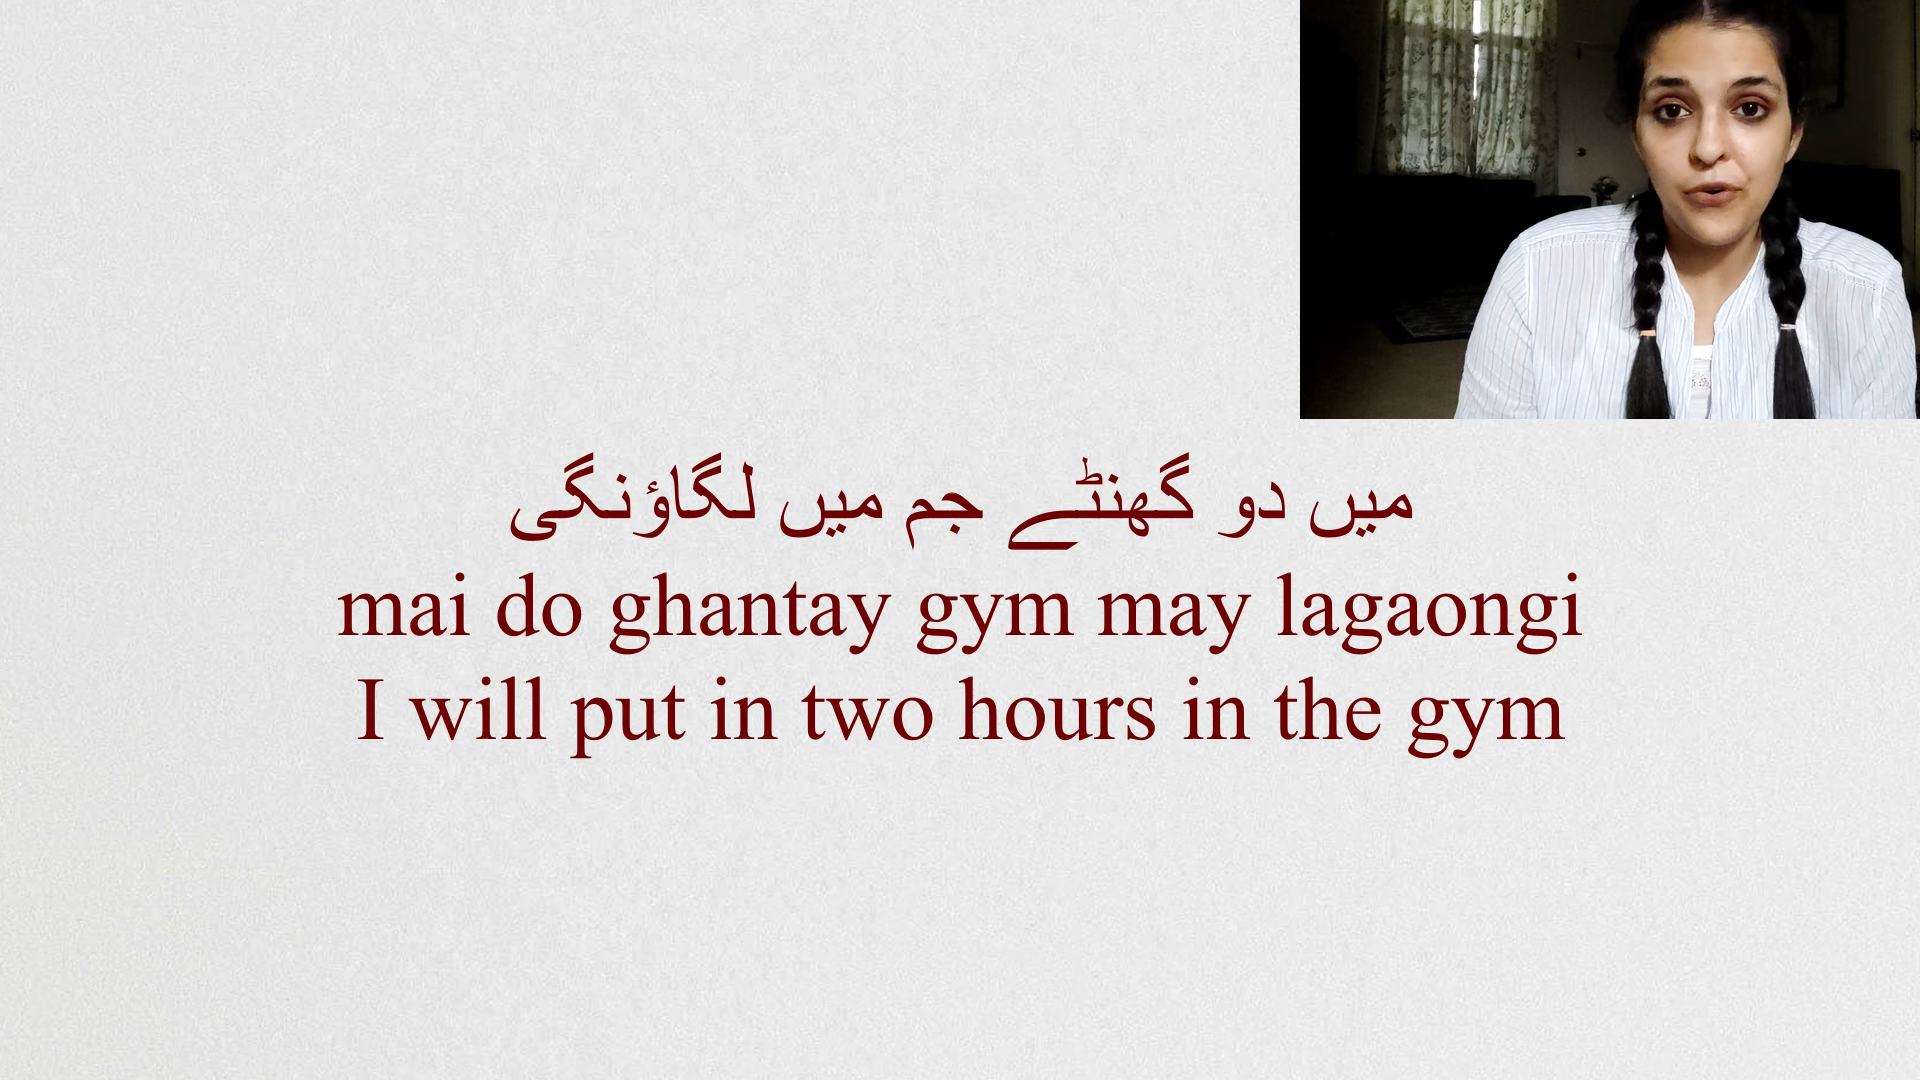 میں دو گھنٹے جم میں لگاؤنگی
mai do ghantay gym may lagaongi
I will put in two hours in the gym